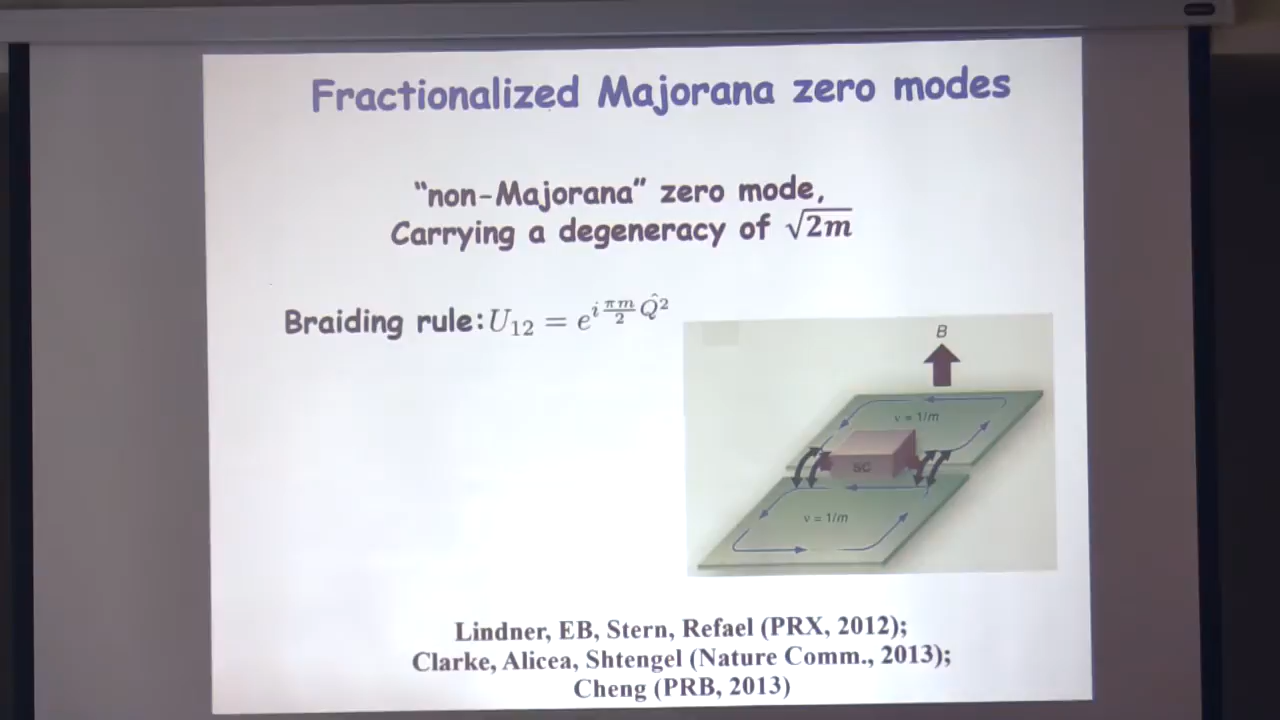 Fractionalized Majorana zero modes
“non-Majorana” zero mode,
Carrying a degeneracy of √2m
Braiding rule: U₁₂ = e^{i (πm/2) Q̂²}
B
ν = 1/m
SC
ν = 1/m
Lindner, EB, Stern, Refael (PRX, 2012);
Clarke, Alicea, Shtengel (Nature Comm., 2013);
Cheng (PRB, 2013)